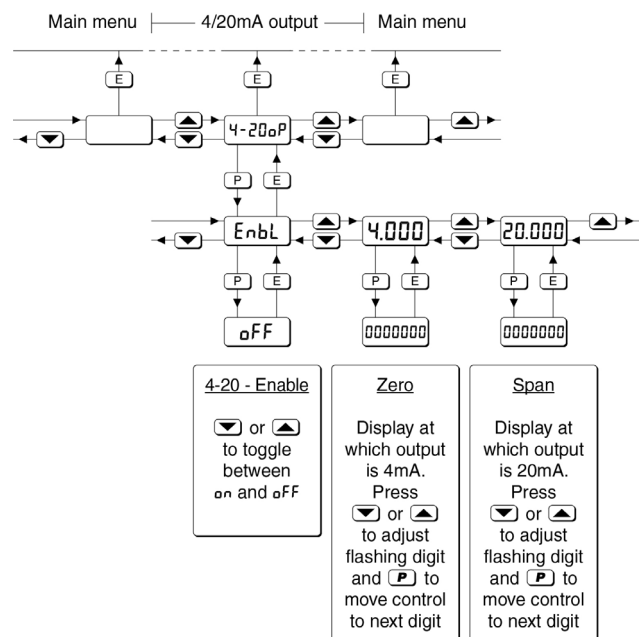 Main menu 4/20mA output Main menu
E E E
4-20oP
P E
EnbL 4.000 20.000
P E P E P E
oFF 0000000 0000000
4-20 - Enable
or
to toggle
between
on and oFF
Zero
Display at
which output
is 4mA.
Press
or
to adjust
flashing digit
and P to
move control
to next digit
Span
Display at
which output
is 20mA.
Press
or
to adjust
flashing digit
and P to
move control
to next digit